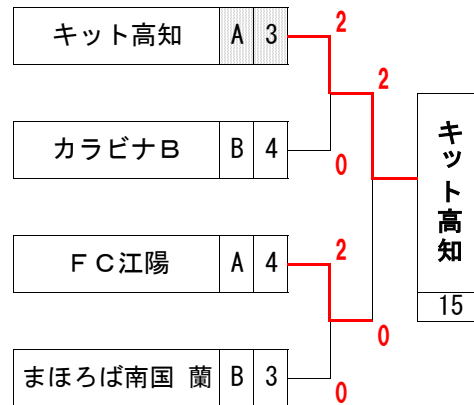 キット高知 A 3 2
2
カラビナB B 4 0
キット高知
15
FC江陽 A 4 2
0
まほろば南国 蘭 B 3 0